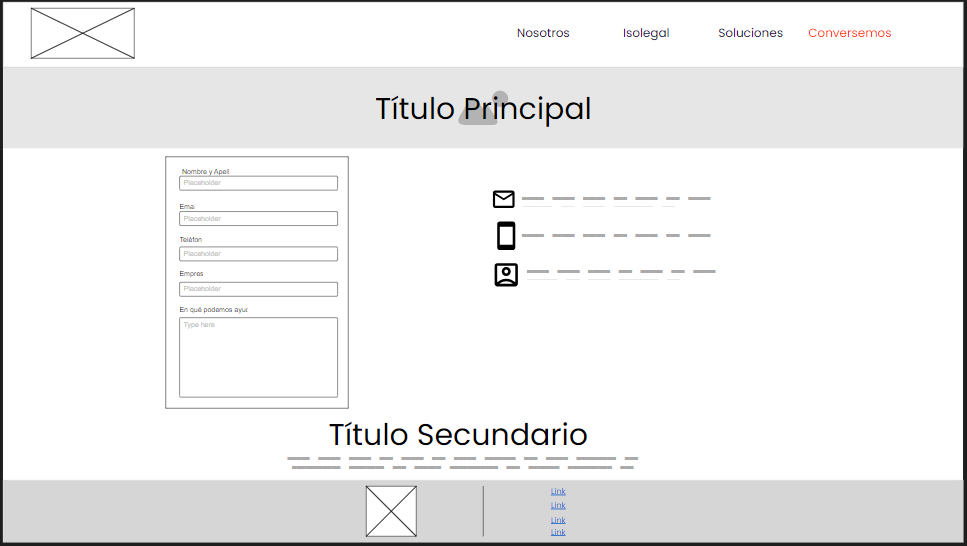 Nosotros Isolegal Soluciones Conversemos
Título Principal
Nombre y Apell
Placeholder
Emai
Placeholder
Teléfon
Placeholder
Empres
Placeholder
En qué podemos ayu
Type here
Título Secundario
Link
Link
Link
Link